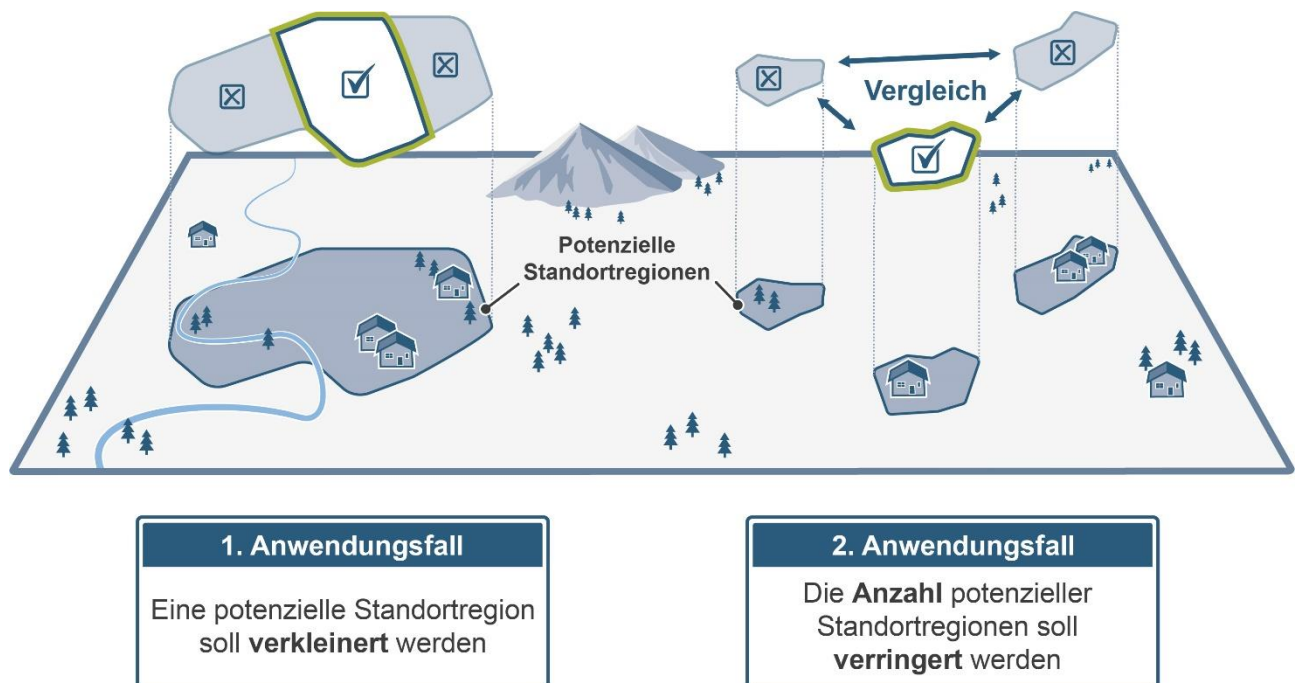 Vergleich
Potenzielle
Standortregionen
1. Anwendungsfall
Eine potenzielle Standortregion
soll verkleinert werden
2. Anwendungsfall
Die Anzahl potenzieller
Standortregionen soll
verringert werden